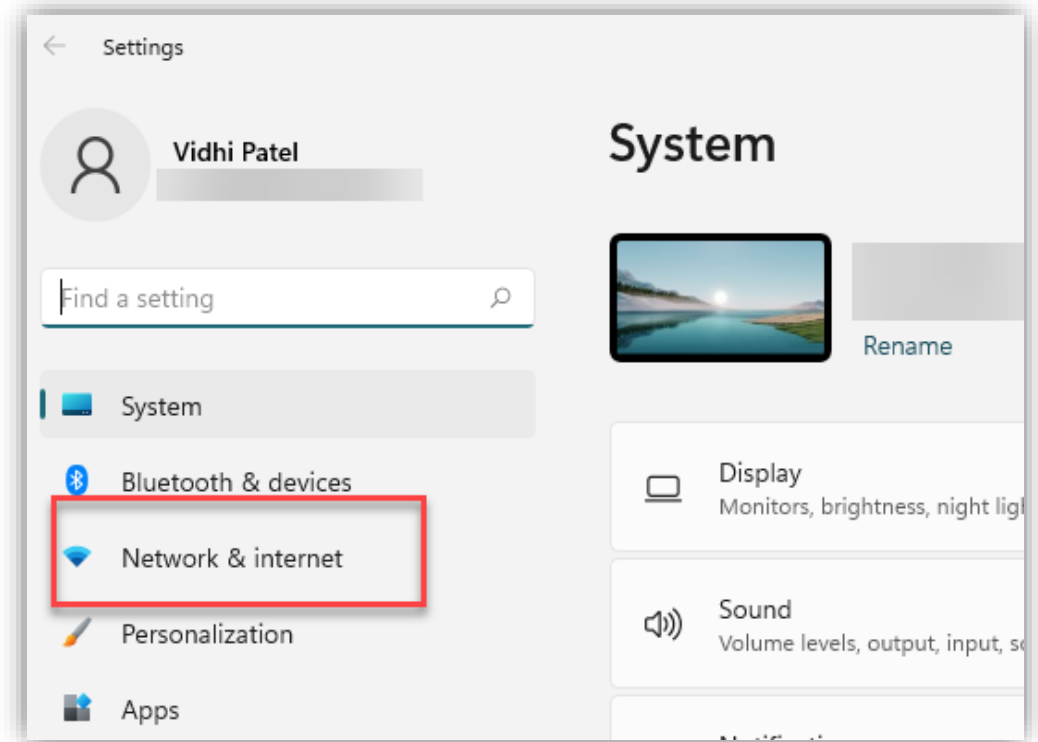 Settings
Vidhi Patel
Find a setting
System
Bluetooth & devices
Network & internet
Personalization
Apps
System
Rename
Display
Monitors, brightness, night
Sound
Volume levels, output, input,